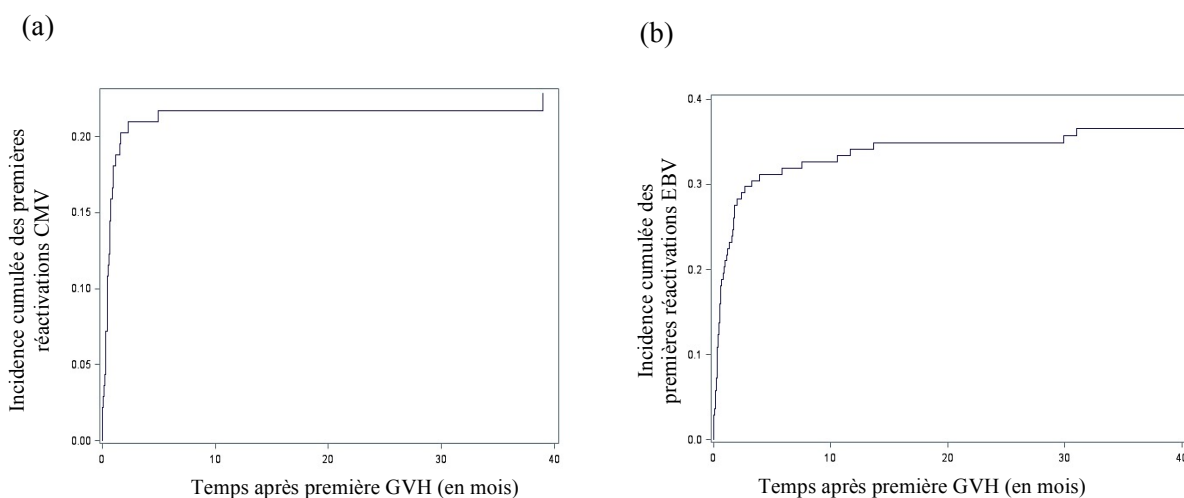 (a)
Incidence cumulée des premières
réactivations CMV
0.20
0.15
0.10
0.05
0.00
0
10
20
30
40
Temps après première GVH (en mois)
(b)
Incidence cumulée des
premières réactivations EBV
0.4
0.3
0.2
0.1
0.0
0
10
20
30
40
Temps après première GVH (en mois)